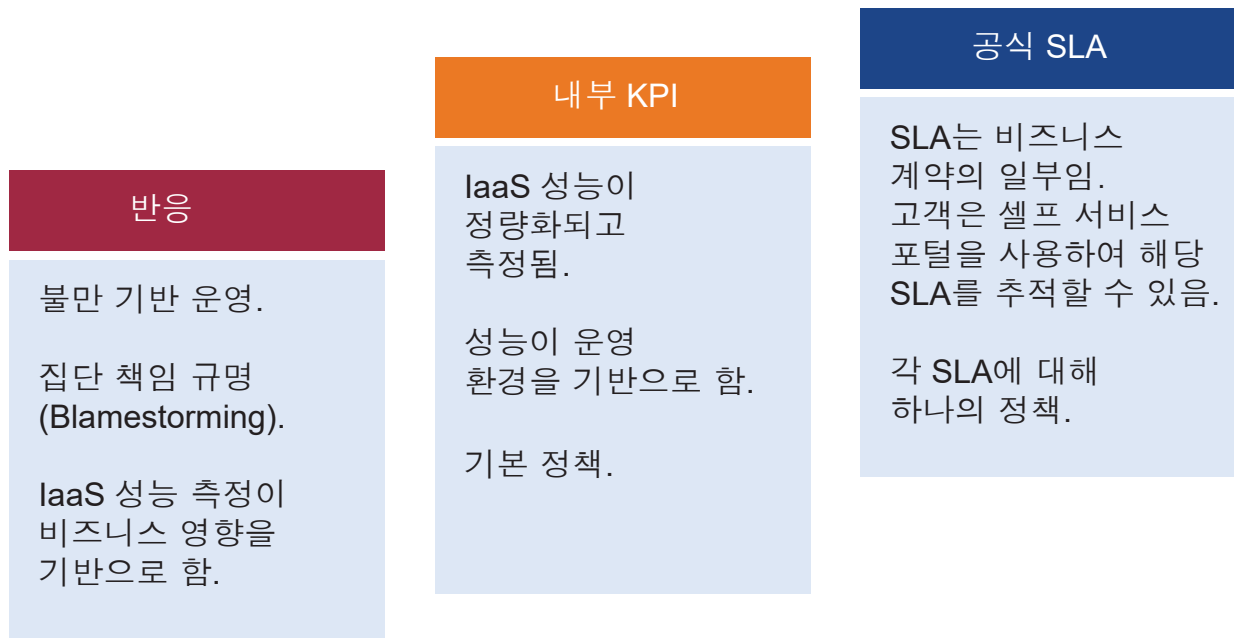 반응
불만 기반 운영.
집단 책임 규명
(Blamestorming).
IaaS 성능 측정이
비즈니스 영향을
기반으로 함.
내부 KPI
IaaS 성능이
정량화되고
측정됨.
성능이 운영
환경을 기반으로 함.
기본 정책.
공식 SLA
SLA는 비즈니스
계약의 일부임.
고객은 셀프 서비스
포털을 사용하여 해당
SLA를 추적할 수 있음.
각 SLA에 대해
하나의 정책.